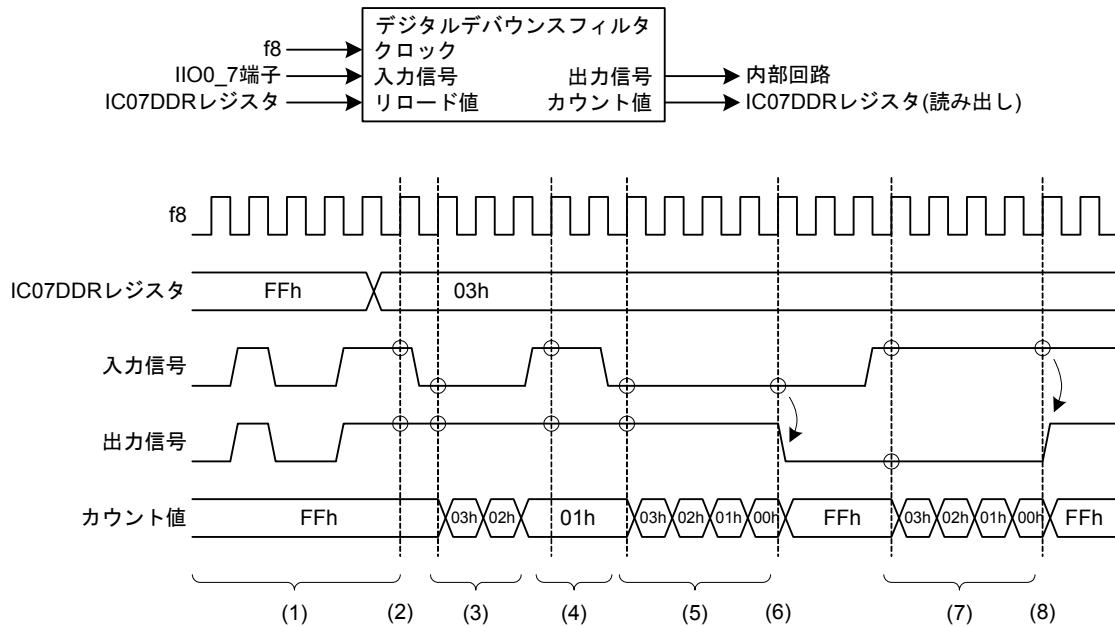 デジタルデバウンスフィルタ
f8 クロック
IIO0_7端子 入力信号 出力信号 内部回路
IC07DDRレジスタ リロード値 カウント値 IC07DDRレジスタ(読み出し)
f8
IC07DDRレジスタ FFh 03h
入力信号
出力信号
カウント値 FFh 03h 02h 01h 03h 02h 01h 00h FFh 03h 02h 01h 00h FFh
(1) (2) (3) (4) (5) (6) (7) (8)